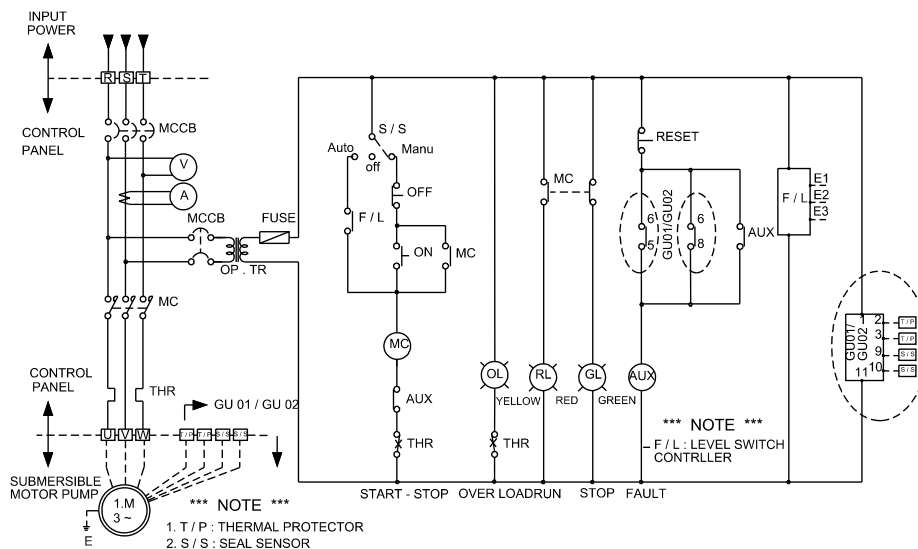 INPUT
POWER
R S T
CONTROL
PANEL
MCCB
V
A
MCCB
FUSE
OP . TR
MC
CONTROL
PANEL
THR
GU 01 / GU 02
U V W
T / P T / P S / S S / S
SUBMERSIBLE
MOTOR PUMP
1.M
3 ~
E
*** NOTE ***
1. T / P : THERMAL PROTECTOR
2. S / S : SEAL SENSOR
S / S
Auto
off
Manu
OFF
F / L
ON
MC
MC
AUX
THR
START - STOP
OL
YELLOW
THR
OVER LOAD
MC
RL
RED
RUN
GL
GREEN
STOP
RESET
6
5
GU01/GU02
6
8
AUX
AUX
FAULT
*** NOTE ***
F / L : LEVEL SWITCH
CONTRLLER
F / L
E1
E2
E3
GU01/
GU02
1
2
3
9
10
11
T / P
T / P
S / S
S / S